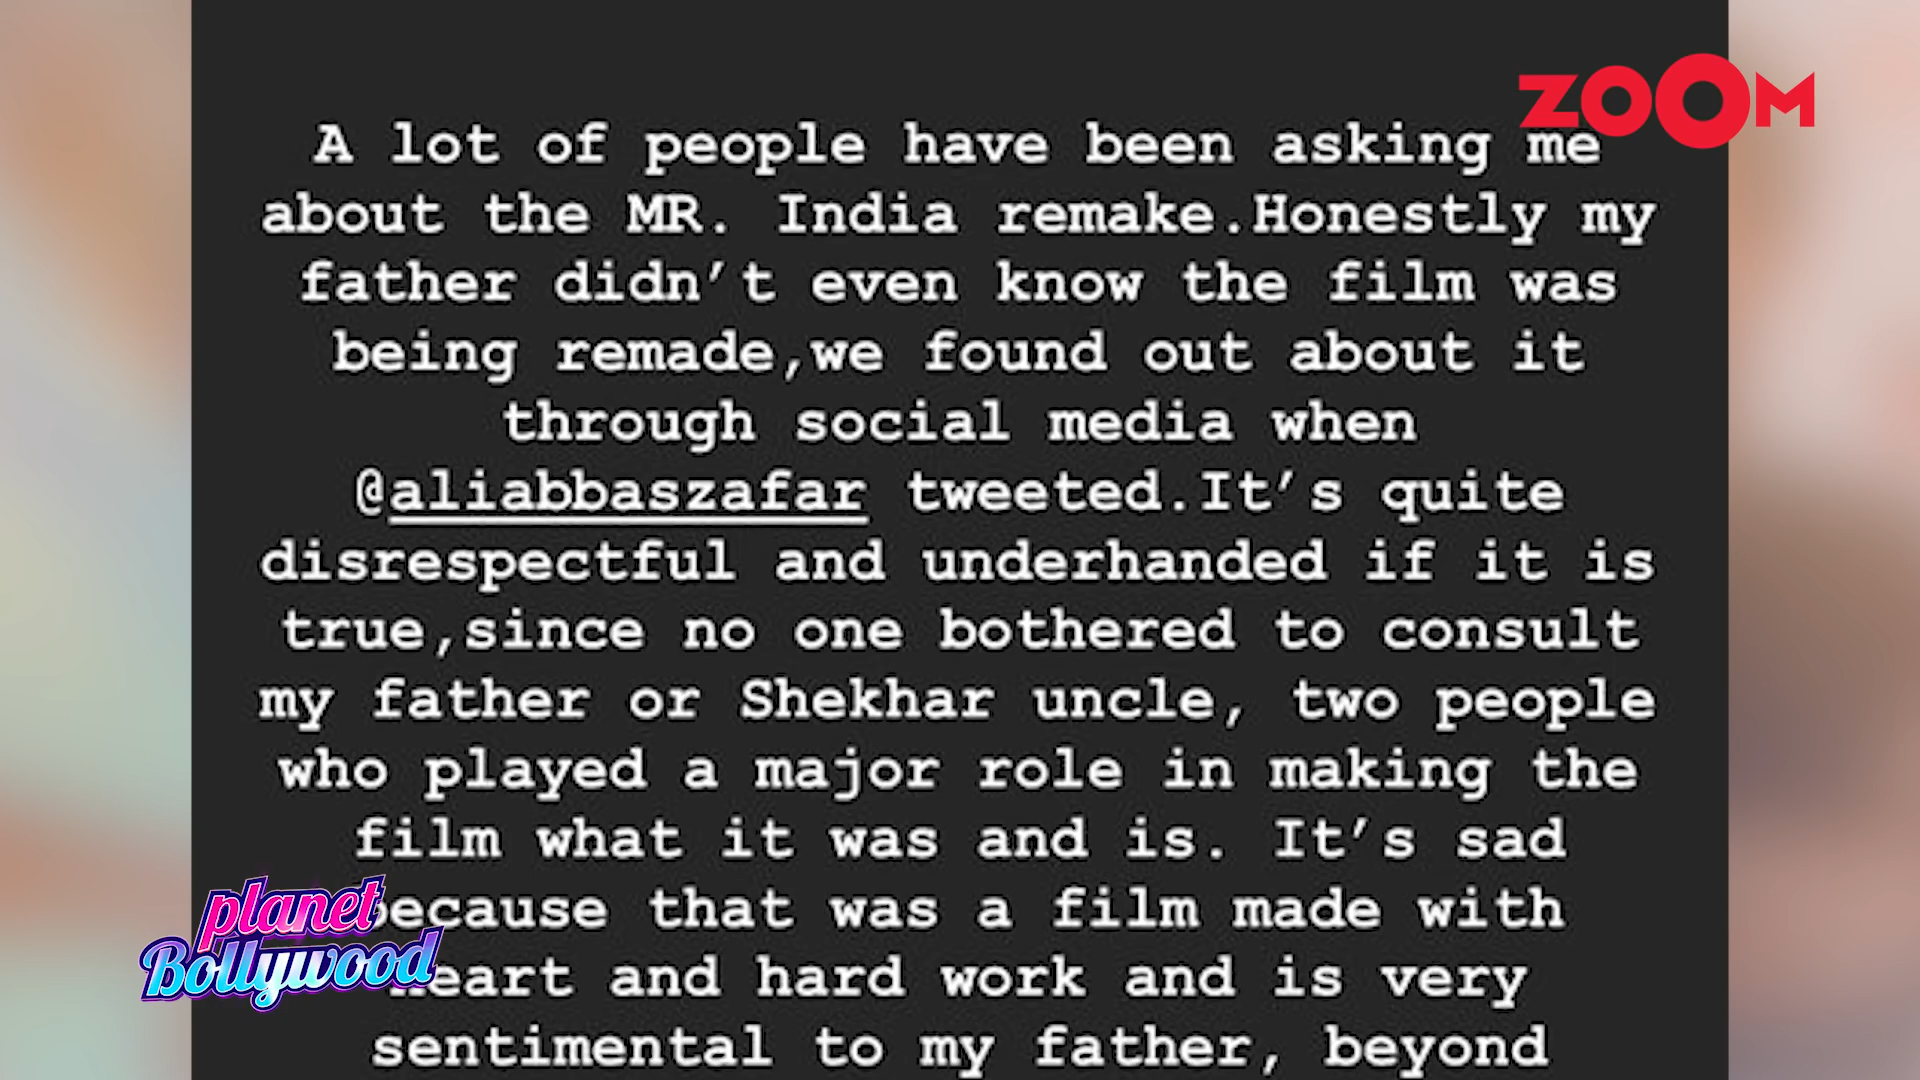 zoom
A lot of people have been asking me
about the MR. India remake.Honestly my
father didn’t even know the film was
being remade,we found out about it
through social media when
@aliabbaszafar tweeted.It’s quite
disrespectful and underhanded if it is
true,since no one bothered to consult
my father or Shekhar uncle, two people
who played a major role in making the
film what it was and is. It’s sad
because that was a film made with
heart and hard work and is very
sentimental to my father, beyond
planet
Bollywood